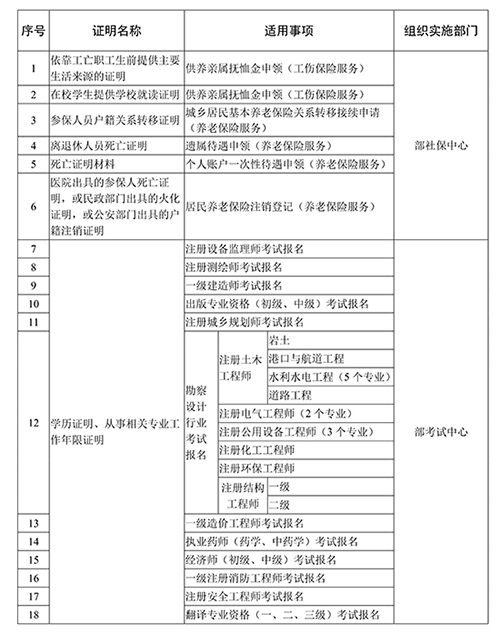 序号 证明名称 适用事项 组织实施部门
1 依靠工亡职工生前提供主要
生活来源的证明 供养亲属抚恤金申领（工伤保险服务）
2 在校学生提供学校就读证明 供养亲属抚恤金申领（工伤保险服务）
3 参保人员户籍关系转移证明 城乡居民基本养老保险关系转移接续申请
（养老保险服务）
4 离退休人员死亡证明 遗属待遇申领（养老保险服务）
部社保中心
5 死亡证明材料 个人账户一次性待遇申领（养老保险服务）
6 医院出具的参保人死亡证
明，或民政部门出具的火化
证明，或公安部门出具的户
籍注销证明 居民养老保险注销登记（养老保险服务）
7 注册设备监理师考试报名
8 注册测绘师考试报名
9 一级建造师考试报名
10 出版专业资格（初级、中级）考试报名
11 注册城乡规划师考试报名
12 学历证明、从事相关专业工
作年限证明
勘察
设计
行业
考试
报名
注册土木
工程师
岩土
港口与航道工程
水利水电工程（5 个专业）
道路工程
注册电气工程师（2 个专业）
注册公用设备工程师（3 个专业）
注册化工工程师
注册环保工程师
注册结构
工程师
一级
二级
部考试中心
13 一级造价工程师考试报名
14 执业药师（药学、中药学）考试报名
15 经济师（初级、中级）考试报名
16 一级注册消防工程师考试报名
17 注册安全工程师考试报名
18 翻译专业资格（一、二、三级）考试报名